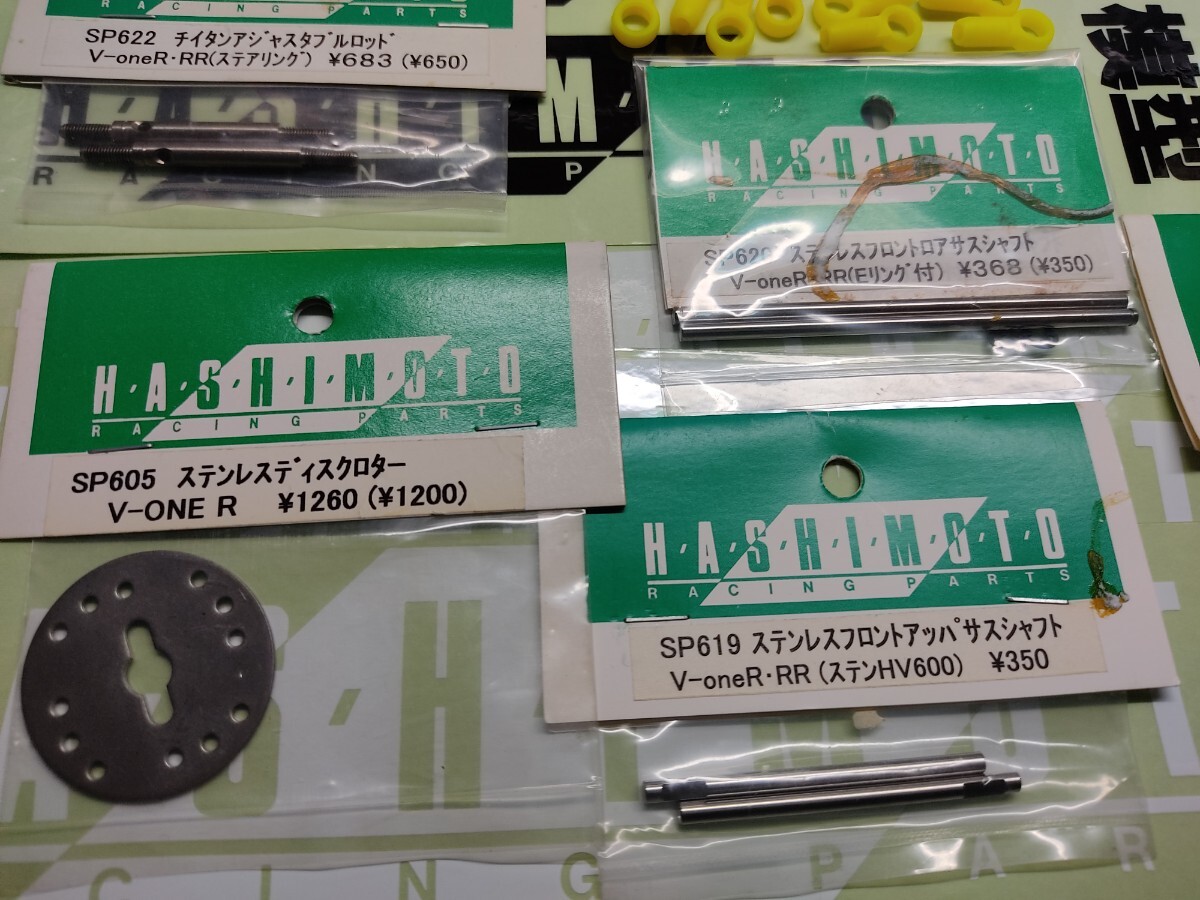 RACING PARTS
SP622 チイタンアジャスタブルロッド
V-oneR・RR(ステアリング) ¥683 (¥650)
HASHIMOTO
RACING PARTS
ステンレスフロントロアサスシャフト
V-oneR・RR(Eリング付) ¥368 (¥350)
H・A・S・H・I・M・O・T・O
RACING PARTS
SP605 ステンレスディスクロター
V-ONE R ¥1260 (¥1200)
H・A・S・H・I・M・O・T・O
RACING PARTS
SP619 ステンレスフロントアッパサスシャフト
V-oneR・RR (ステンHV600) ¥350